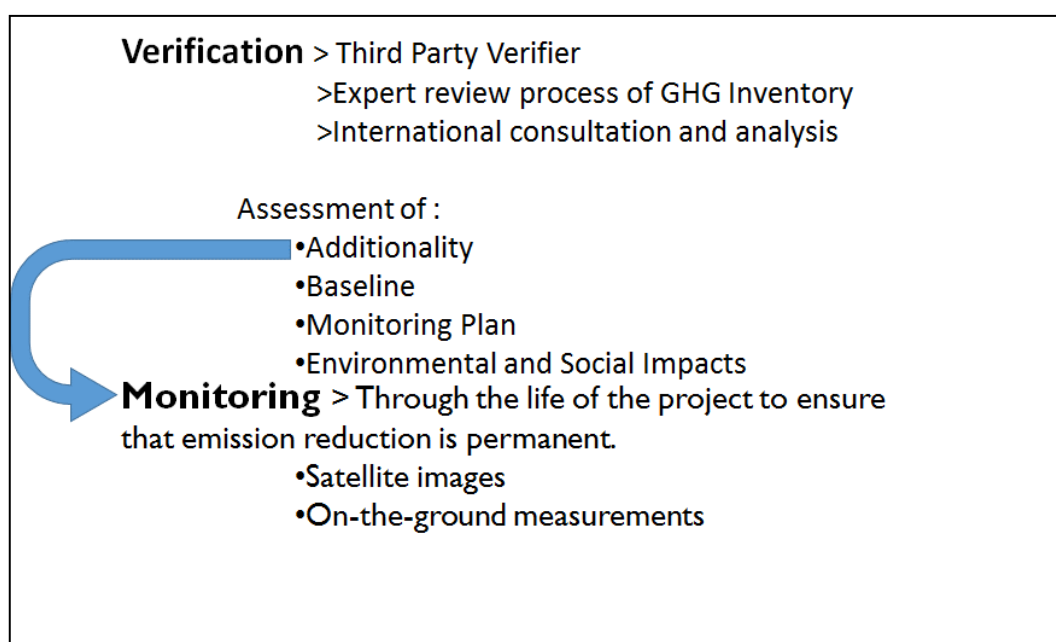 Verification > Third Party Verifier
>Expert review process of GHG Inventory
>International consultation and analysis
Assessment of :
•Additionality
•Baseline
•Monitoring Plan
•Environmental and Social Impacts
Monitoring > Through the life of the project to ensure
that emission reduction is permanent.
•Satellite images
•On-the-ground measurements